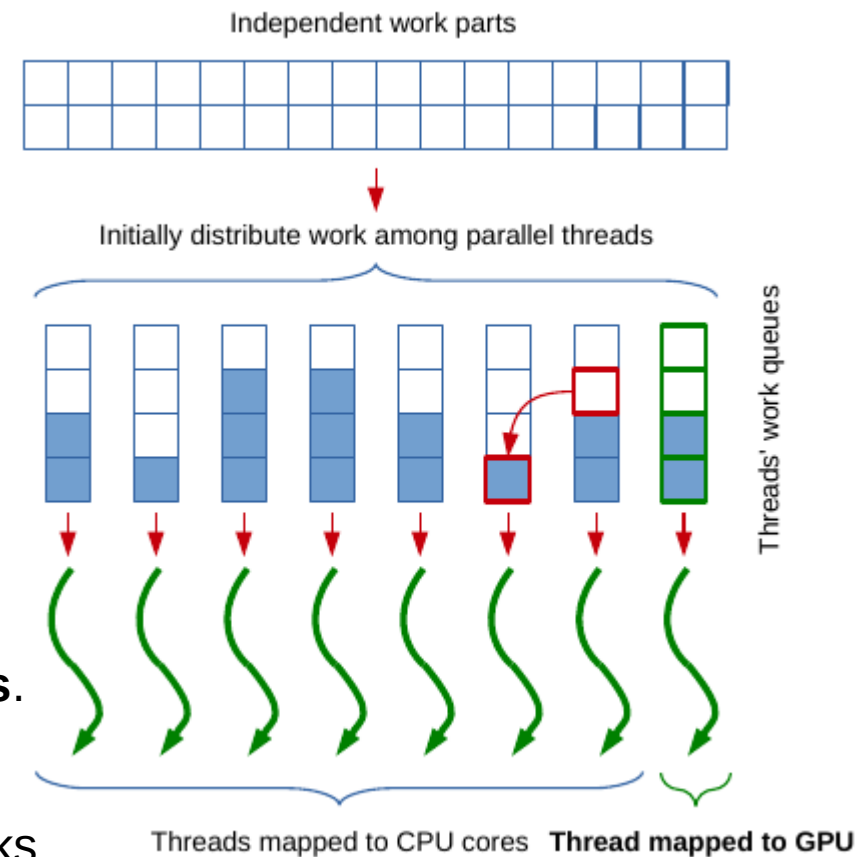 Independent work parts
Initially distribute work among parallel threads
Threads' work queues
s.
ks
Threads mapped to CPU cores
Thread mapped to GPU